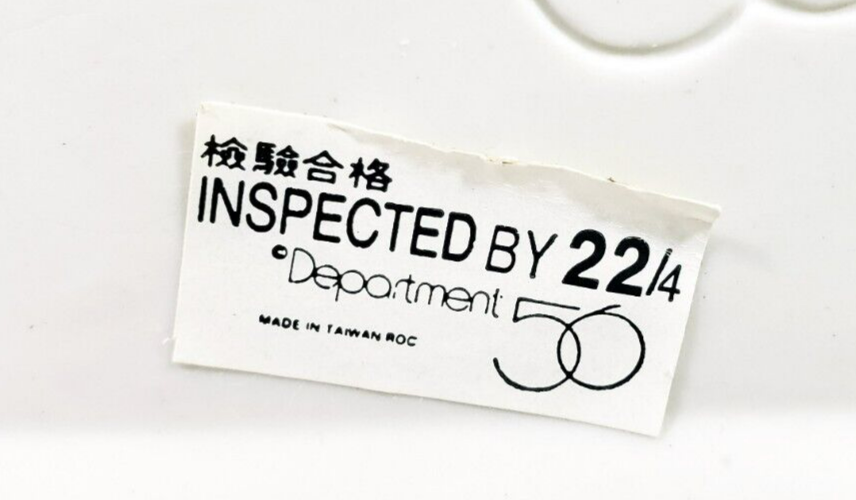 檢驗合格
INSPECTED BY 22/4
©Department 56
MADE IN TAIWAN ROC